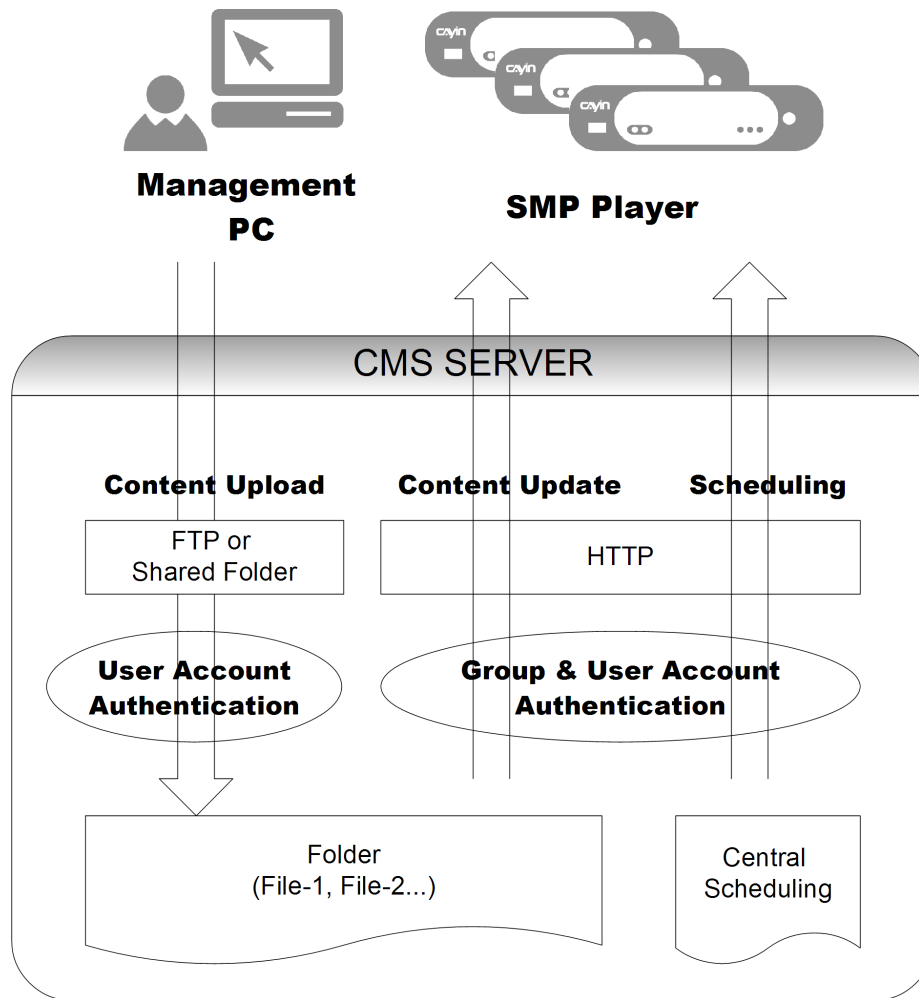 CAYIN
CAYIN
CAYIN
Management
PC
SMP Player
CMS SERVER
Content Upload
Content Update
Scheduling
FTP or
Shared Folder
HTTP
User Account
Authentication
Group & User Account
Authentication
Folder
(File-1, File-2...)
Central
Scheduling